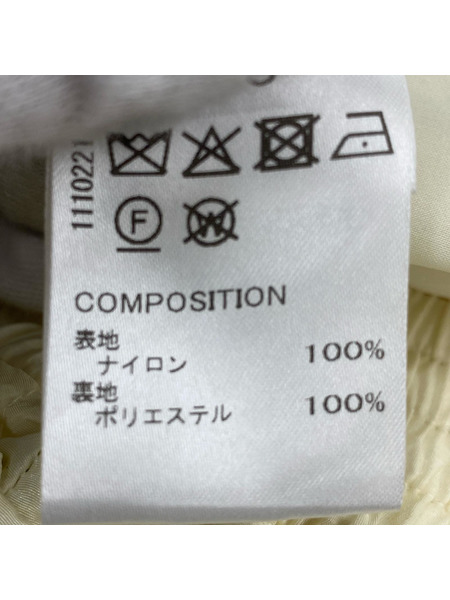 1110221
F
W
COMPOSITION
表地
ナイロン 100%
裏地
ポリエステル 100%